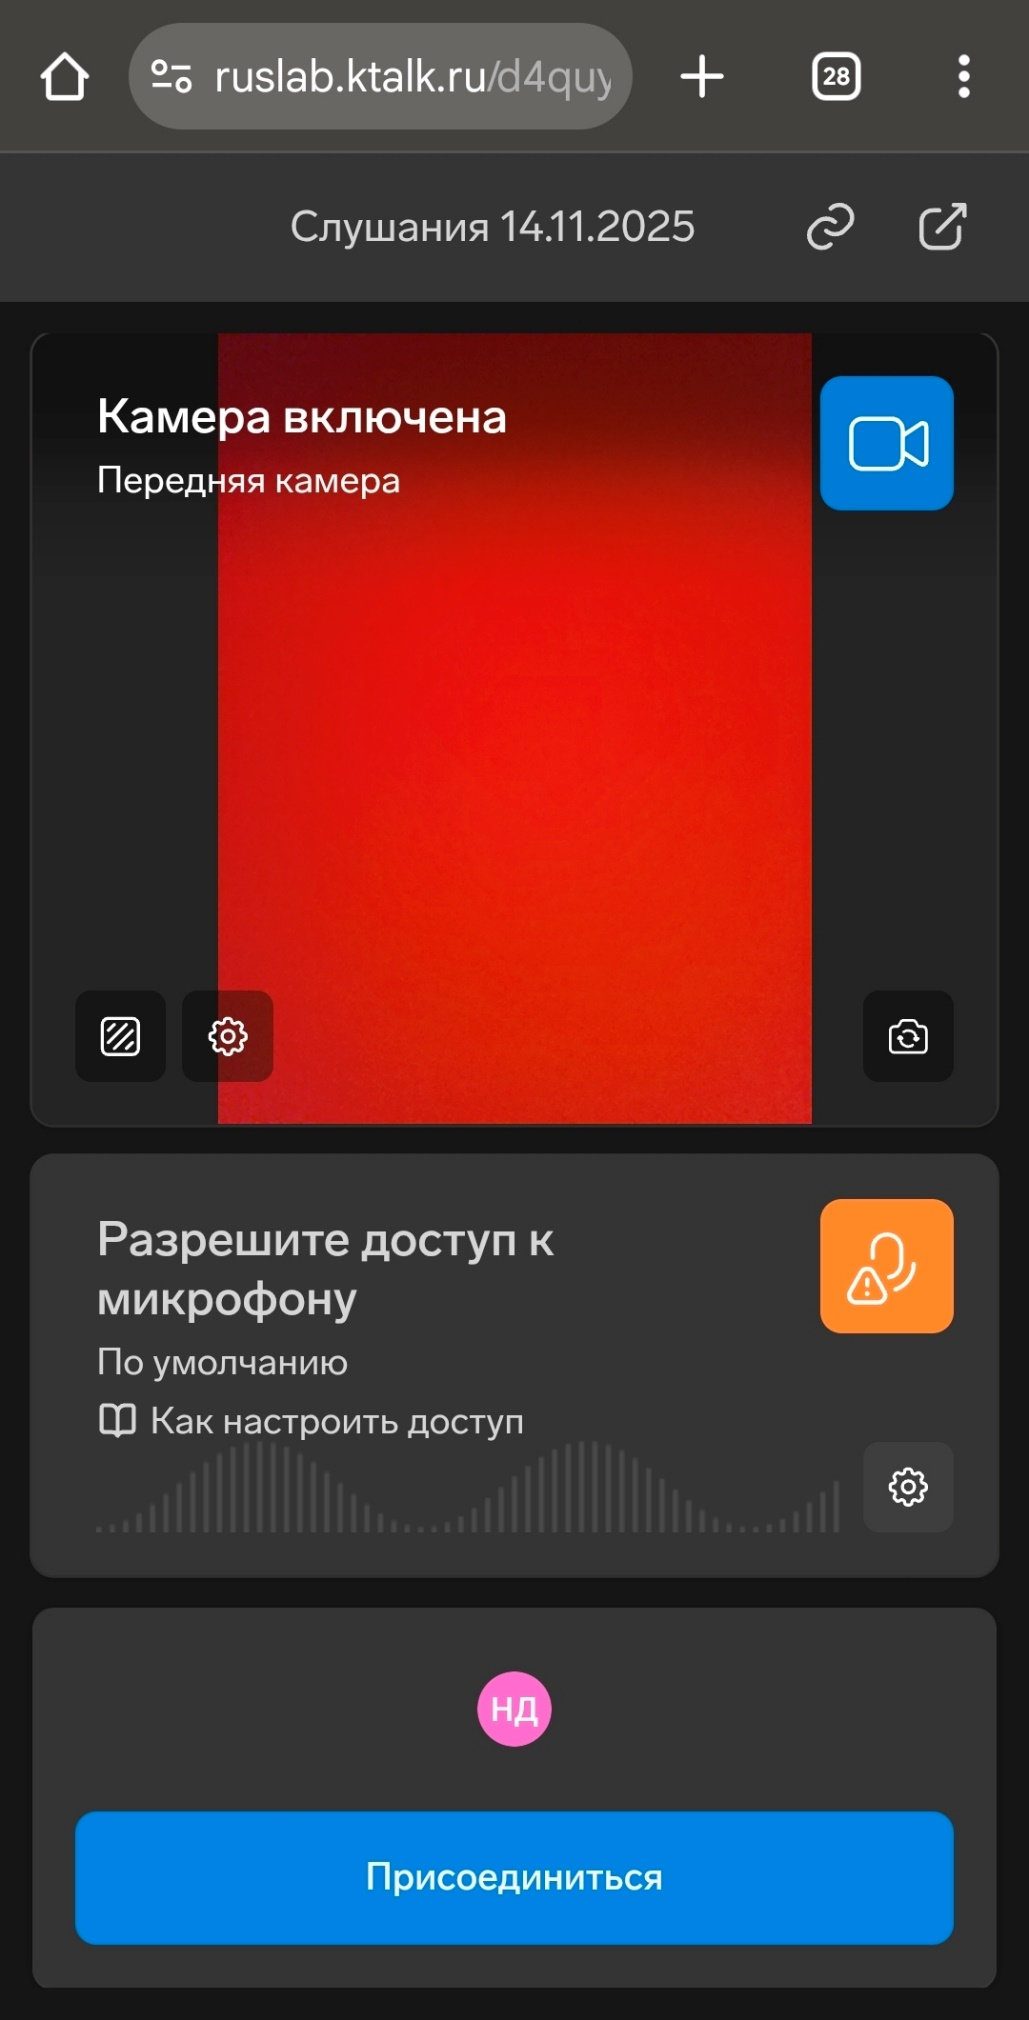 ruslab.ktalk.ru/d4quy
28
Слушания 14.11.2025
Камера включена
Передняя камера
Разрешите доступ к
микрофону
По умолчанию
Как настроить доступ
НД
Присоединиться